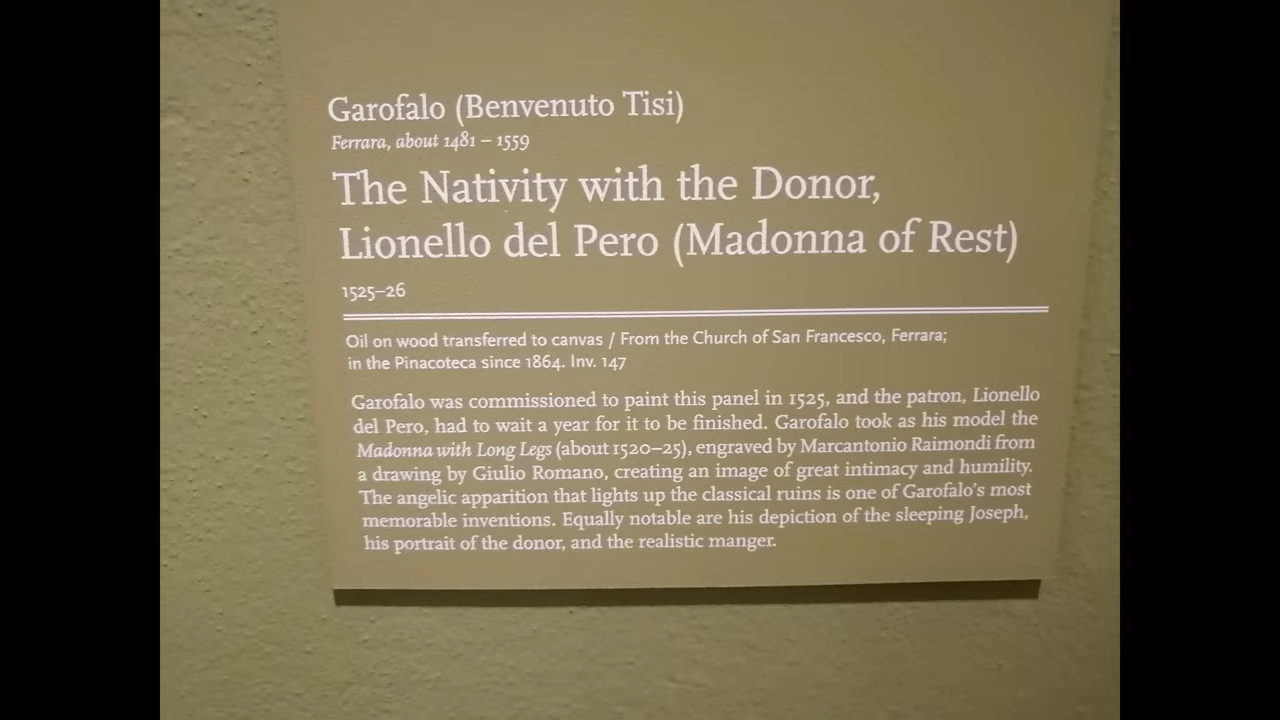 Garofalo (Benvenuto Tisi)
Ferrara, about 1481 – 1559
The Nativity with the Donor,
Lionello del Pero (Madonna of Rest)
1525–26
Oil on wood transferred to canvas / From the Church of San Francesco, Ferrara;
in the Pinacoteca since 1864. Inv. 147
Garofalo was commissioned to paint this panel in 1525, and the patron, Lionello
del Pero, had to wait a year for it to be finished. Garofalo took as his model the
Madonna with Long Legs (about 1520–25), engraved by Marcantonio Raimondi from
a drawing by Giulio Romano, creating an image of great intimacy and humility.
The angelic apparition that lights up the classical ruins is one of Garofalo's most
memorable inventions. Equally notable are his depiction of the sleeping Joseph,
his portrait of the donor, and the realistic manger.